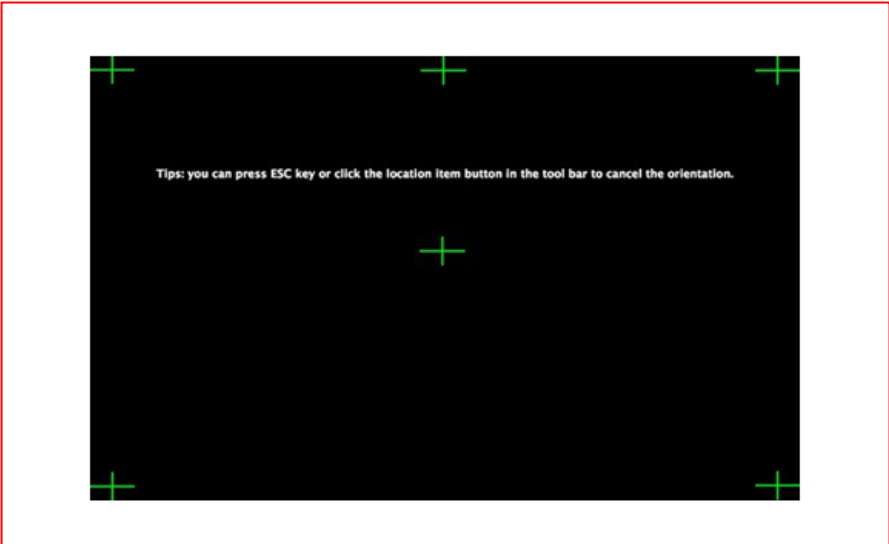 Tips: you can press ESC key or click the location item button in the tool bar to cancel the orientation.